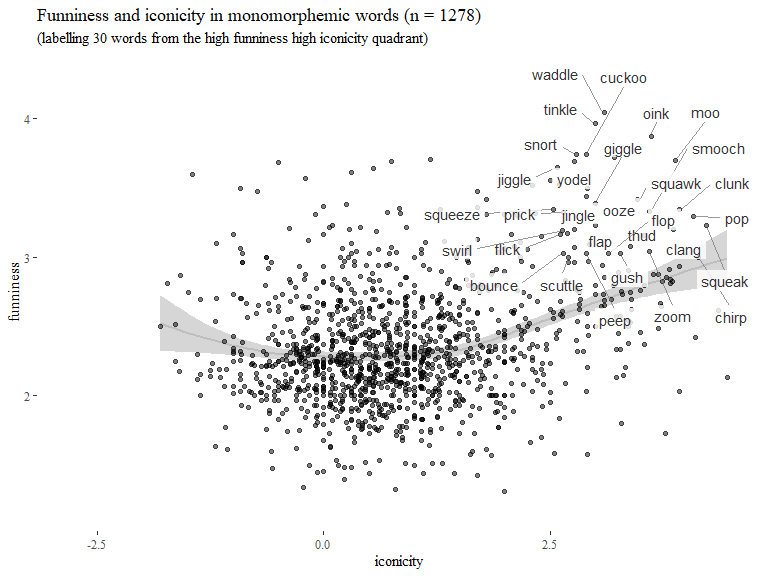 Funniness and iconicity in monomorphemic words (n = 1278)
(labelling 30 words from the high funniness high iconicity quadrant)
waddle
cuckoo
tinkle
oink
moo
snort
giggle
smooch
jiggle
yodel
squawk
clunk
squeeze
prick
jingle
ooze
flop
pop
swirl
flick
flap
thud
clang
bounce
scuttle
gush
squeak
peep
zoom
chirp
4
3
2
funniness
-2.5
0.0
2.5
iconicity